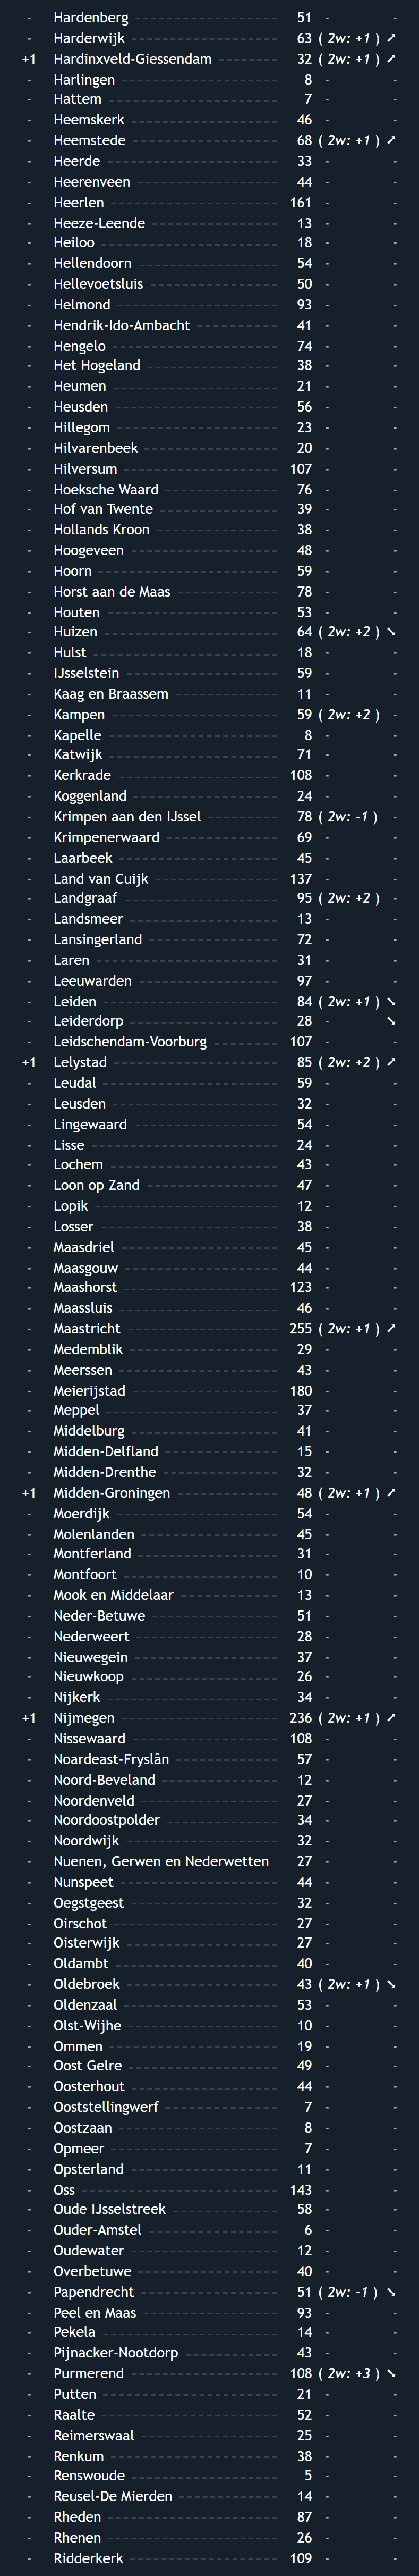 - Hardenberg 51 - -
- Harderwijk 63 ( 2w: +1 ) ⤤
+1 Hardinxveld-Giessendam 32 ( 2w: +1 ) ⤤
- Harlingen 8 - -
- Hattem 7 - -
- Heemskerk 46 - -
- Heemstede 68 ( 2w: +1 ) ⤤
- Heerde 33 - -
- Heerenveen 44 - -
- Heerlen 161 - -
- Heeze-Leende 13 - -
- Heiloo 18 - -
- Hellendoorn 54 - -
- Hellevoetsluis 50 - -
- Helmond 93 - -
- Hendrik-Ido-Ambacht 41 - -
- Hengelo 74 - -
- Het Hogeland 38 - -
- Heumen 21 - -
- Heusden 56 - -
- Hillegom 23 - -
- Hilvarenbeek 20 - -
- Hilversum 107 - -
- Hoeksche Waard 76 - -
- Hof van Twente 39 - -
- Hollands Kroon 38 - -
- Hoogeveen 48 - -
- Hoorn 59 - -
- Horst aan de Maas 78 - -
- Houten 53 - -
- Huizen 64 ( 2w: +2 ) ⤥
- Hulst 18 - -
- IJsselstein 59 - -
- Kaag en Braassem 11 - -
- Kampen 59 ( 2w: +2 ) -
- Kapelle 8 - -
- Katwijk 71 - -
- Kerkrade 108 - -
- Koggenland 24 - -
- Krimpen aan den IJssel 78 ( 2w: -1 ) -
- Krimpenerwaard 69 - -
- Laarbeek 45 - -
- Land van Cuijk 137 - -
- Landgraaf 95 ( 2w: +2 ) -
- Landsmeer 13 - -
- Lansingerland 72 - -
- Laren 31 - -
- Leeuwarden 97 - -
- Leiden 84 ( 2w: +1 ) ⤥
- Leiderdorp 28 - ⤥
- Leidschendam-Voorburg 107 - -
+1 Lelystad 85 ( 2w: +2 ) ⤤
- Leudal 59 - -
- Leusden 32 - -
- Lingewaard 54 - -
- Lisse 24 - -
- Lochem 43 - -
- Loon op Zand 47 - -
- Lopik 12 - -
- Losser 38 - -
- Maasdriel 45 - -
- Maasgouw 44 - -
- Maashorst 123 - -
- Maassluis 46 - -
- Maastricht 255 ( 2w: +1 ) ⤤
- Medemblik 29 - -
- Meerssen 43 - -
- Meierijstad 180 - -
- Meppel 37 - -
- Middelburg 41 - -
- Midden-Delfland 15 - -
- Midden-Drenthe 32 - -
+1 Midden-Groningen 48 ( 2w: +1 ) ⤤
- Moerdijk 54 - -
- Molenlanden 45 - -
- Montferland 31 - -
- Montfoort 10 - -
- Mook en Middelaar 13 - -
- Neder-Betuwe 51 - -
- Nederweert 28 - -
- Nieuwegein 37 - -
- Nieuwkoop 26 - -
- Nijkerk 34 - -
+1 Nijmegen 236 ( 2w: +1 ) ⤤
- Nissewaard 108 - -
- Noardeast-Fryslân 57 - -
- Noord-Beveland 12 - -
- Noordenveld 27 - -
- Noordoostpolder 34 - -
- Noordwijk 32 - -
- Nuenen, Gerwen en Nederwetten 27 - -
- Nunspeet 44 - -
- Oegstgeest 32 - -
- Oirschot 27 - -
- Oisterwijk 27 - -
- Oldambt 40 - -
- Oldebroek 43 ( 2w: +1 ) ⤥
- Oldenzaal 53 - -
- Olst-Wijhe 10 - -
- Ommen 19 - -
- Oost Gelre 49 - -
- Oosterhout 44 - -
- Ooststellingwerf 7 - -
- Oostzaan 8 - -
- Opmeer 7 - -
- Opsterland 11 - -
- Oss 143 - -
- Oude IJsselstreek 58 - -
- Ouder-Amstel 6 - -
- Oudewater 12 - -
- Overbetuwe 40 - -
- Papendrecht 51 ( 2w: -1 ) ⤥
- Peel en Maas 93 - -
- Pekela 14 - -
- Pijnacker-Nootdorp 43 - -
- Purmerend 108 ( 2w: +3 ) ⤥
- Putten 21 - -
- Raalte 52 - -
- Reimerswaal 25 - -
- Renkum 38 - -
- Renswoude 5 - -
- Reusel-De Mierden 14 - -
- Rheden 87 - -
- Rhenen 26 - -
- Ridderkerk 109 - -